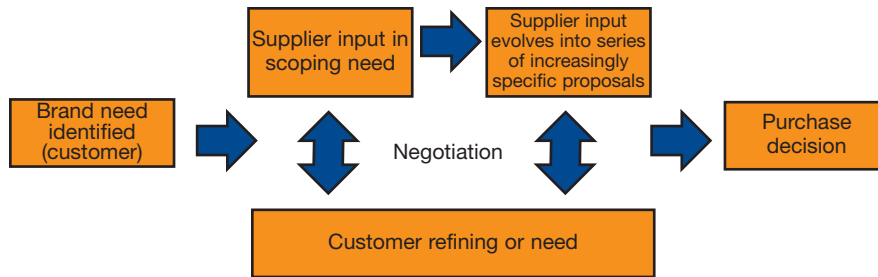 Supplier input in
scoping need
Supplier input
evolves into series
of increasingly
specific proposals
Brand need
identified
(customer)
Negotiation
Purchase
decision
Customer refining or need